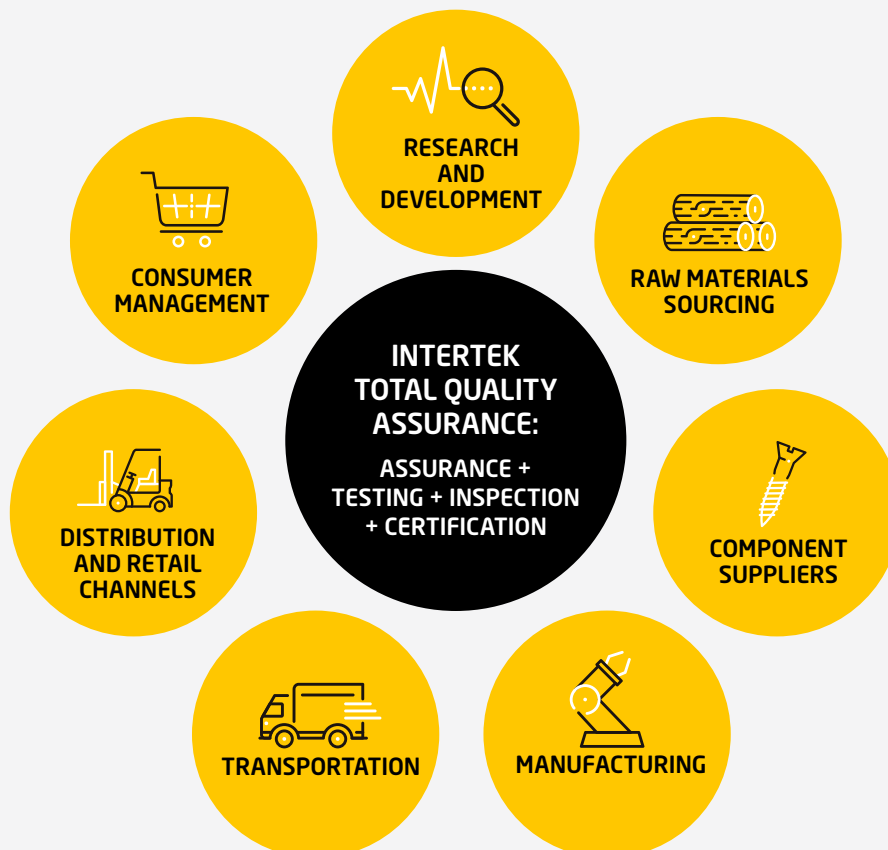 RESEARCH
AND
DEVELOPMENT
RAW MATERIALS
SOURCING
COMPONENT
SUPPLIERS
MANUFACTURING
TRANSPORTATION
DISTRIBUTION
AND RETAIL
CHANNELS
CONSUMER
MANAGEMENT
INTERTEK
TOTAL QUALITY
ASSURANCE:
ASSURANCE +
TESTING + INSPECTION
+ CERTIFICATION